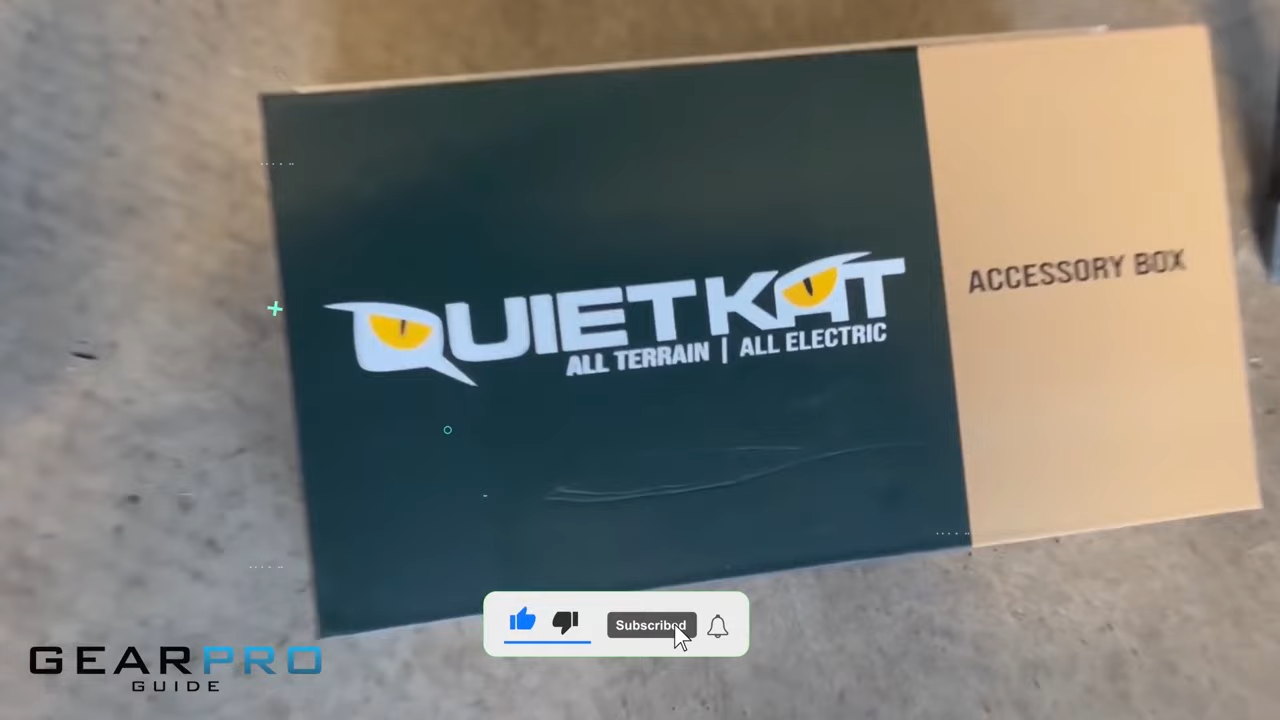 QUIETKAT
ALL TERRAIN | ALL ELECTRIC
ACCESSORY BOX
Subscribed
GEARPRO
GUIDE